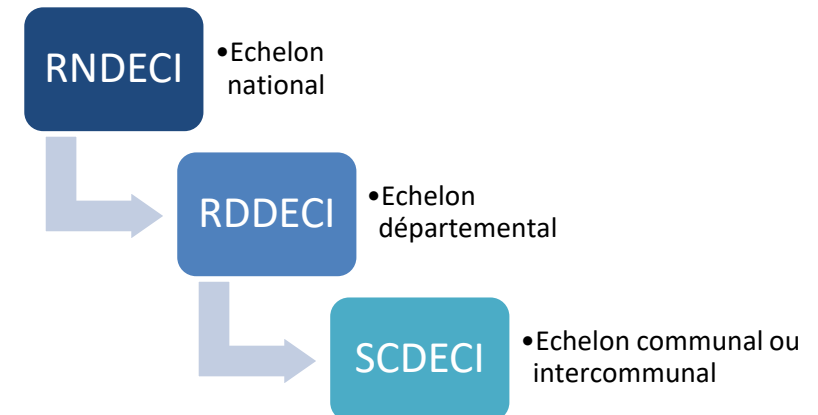 RNDECI
•Echelon
national
RDDECI
•Echelon
départemental
SCDECI
•Echelon communal ou
intercommunal